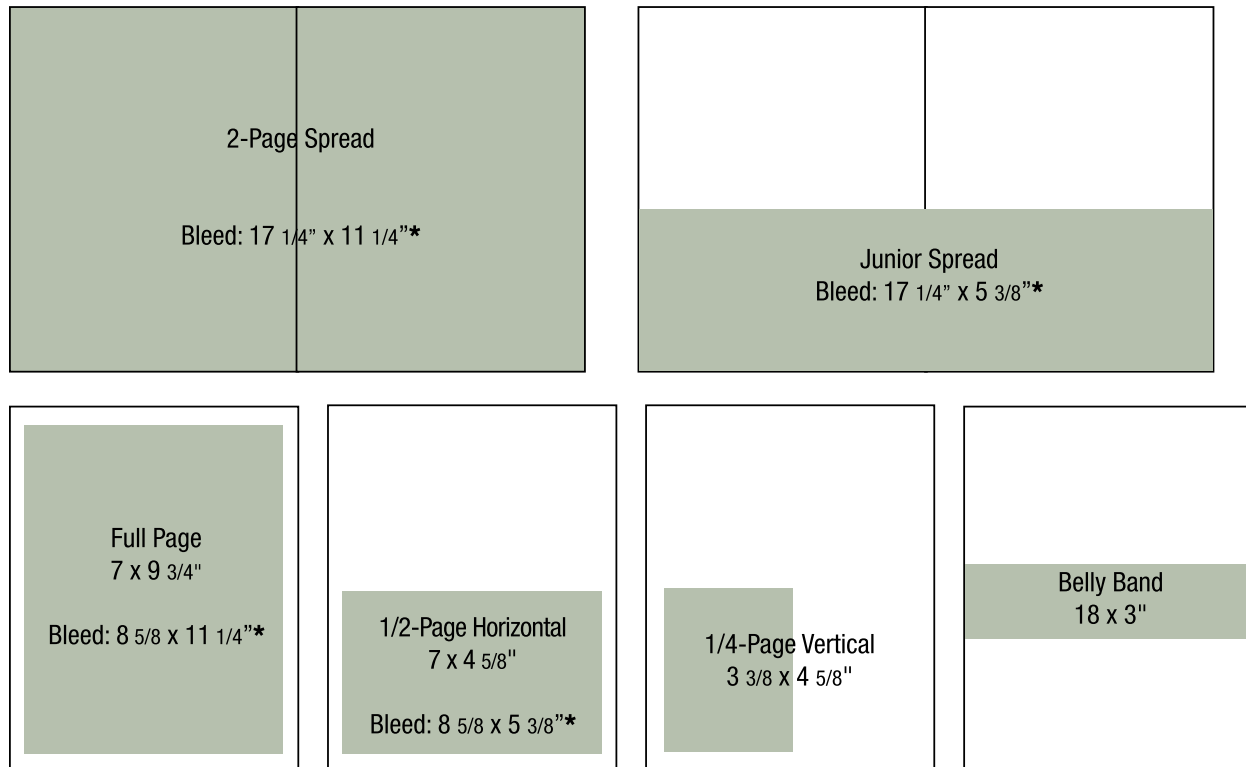 2-Page Spread
Bleed: 17 1/4” x 11 1/4”*
Junior Spread
Bleed: 17 1/4” x 5 3/8”*
Full Page
7 x 9 3/4"
Bleed: 8 5/8 x 11 1/4”*
1/2-Page Horizontal
7 x 4 5/8"
Bleed: 8 5/8 x 5 3/8”*
1/4-Page Vertical
3 3/8 x 4 5/8"
Belly Band
18 x 3"